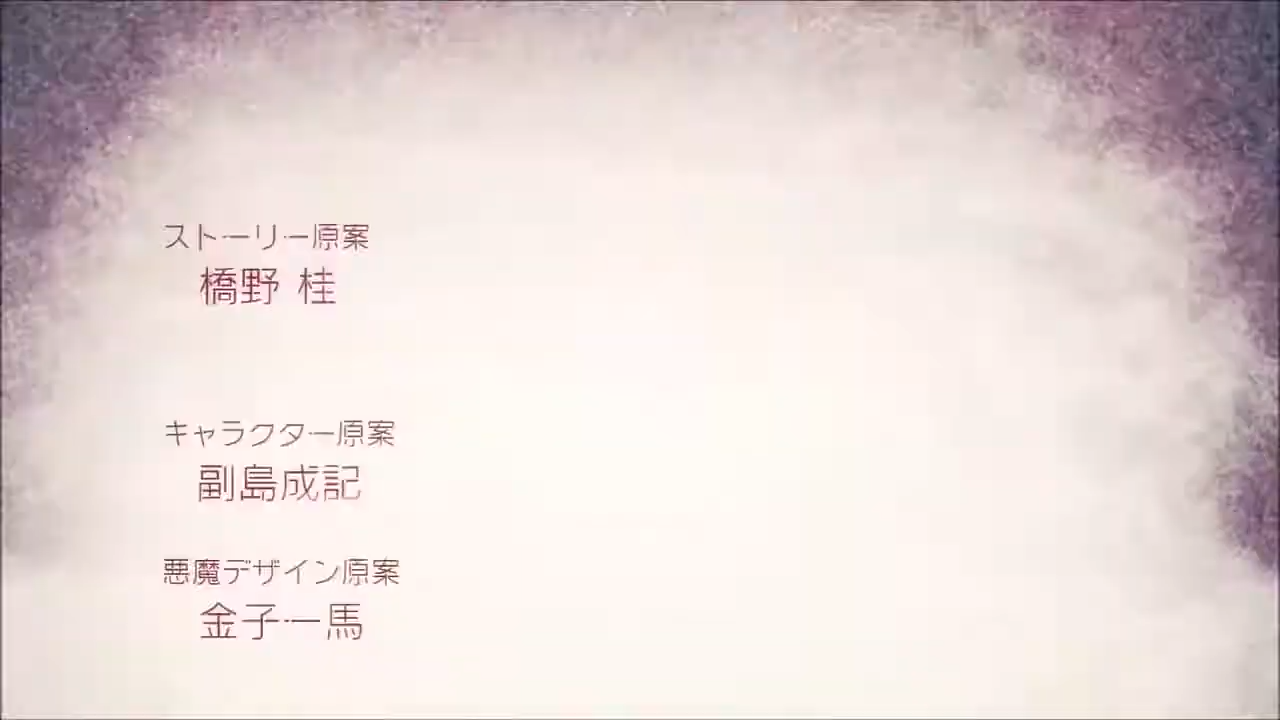 ストーリー原案
橋野 桂
キャラクター原案
副島成記
悪魔デザイン原案
金子一馬